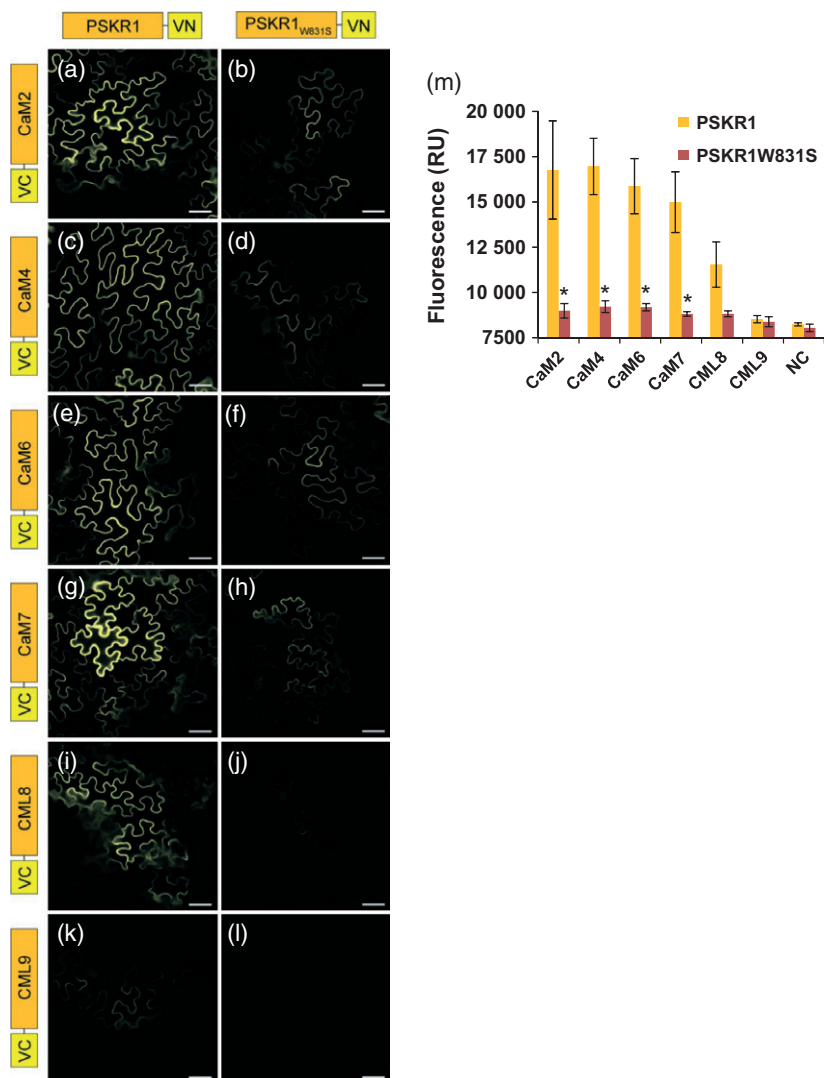 PSKR1 VN
PSKR1W831S VN
(a)
(b)
CaM2
VC
(c)
(d)
CaM4
VC
(e)
(f)
CaM6
VC
(g)
(h)
CaM7
VC
(i)
(j)
CML8
VC
(k)
(l)
CML9
VC
(m)
20 000
17 500
15 000
12 500
10 000
7500
Fluorescence (RU)
PSKR1
PSKR1W831S
*
*
*
*
CaM2
CaM4
CaM6
CaM7
CML8
CML9
NC